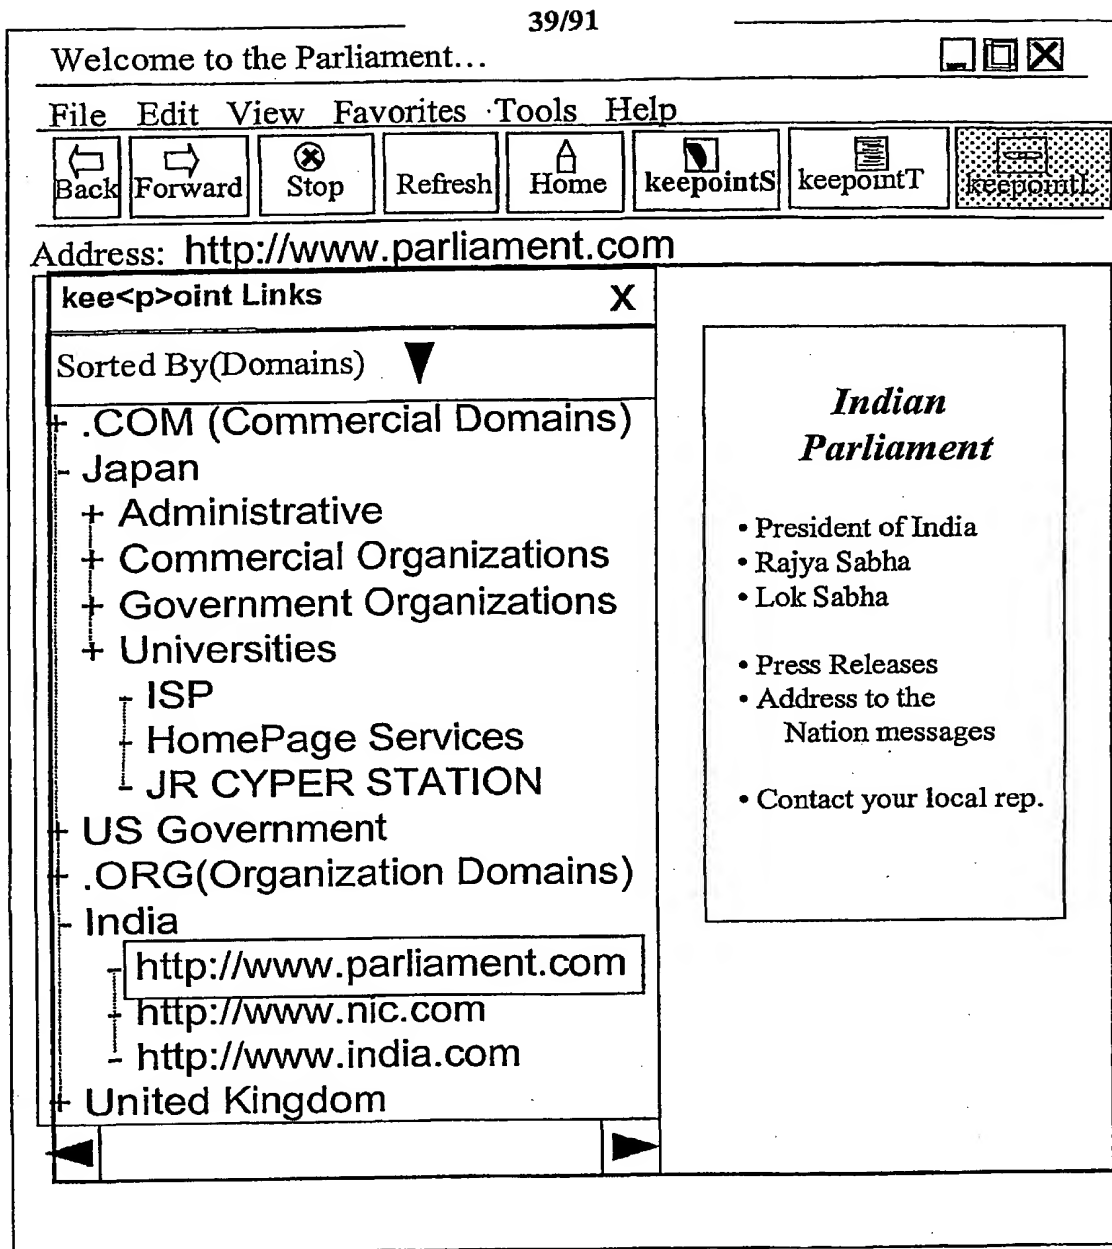 39/91
Welcome to the Parliament...
File Edit View Favorites Tools Help
Back Forward Stop Refresh Home keepointS keepointT keepointL
Address: http://www.parliament.com
kee<p>oint Links X
Sorted By(Domains)
+ .COM (Commercial Domains)
- Japan
+ Administrative
+ Commercial Organizations
+ Government Organizations
+ Universities
- ISP
- HomePage Services
- JR CYPER STATION
+ US Government
+ .ORG(Organization Domains)
- India
- http://www.parliament.com
- http://www.nic.com
- http://www.india.com
+ United Kingdom
Indian
Parliament
• President of India
• Rajya Sabha
• Lok Sabha
• Press Releases
• Address to the
Nation messages
• Contact your local rep.